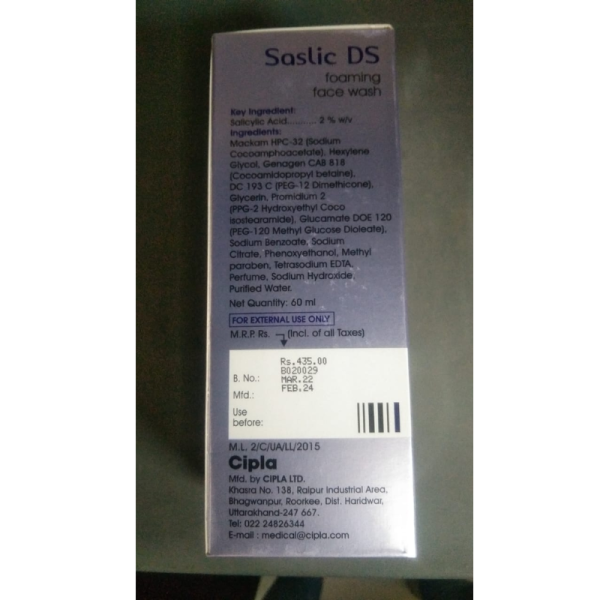 Saslic DS
foaming
face wash
Key Ingredient:
Salicylic Acid.......... 2 % w/v
Ingredients:
Mackam HPC-32 (Sodium
Cocoamphoacetate), Hexylene
Glycol, Genagen CAB 818
(Cocoamidopropyl betaine),
DC 193 C (PEG-12 Dimethicone),
Glycerin, Promidium 2
(PPG-2 Hydroxyethyl Coco
Isostearamide), Glucamate DOE 120
(PEG-120 Methyl Glucose Dioleate),
Sodium Benzoate, Sodium
Citrate, Phenoxyethanol, Methyl
paraben, Tetrasodium EDTA,
Perfume, Sodium Hydroxide,
Purified Water.
Net Quantity: 60 ml
FOR EXTERNAL USE ONLY
M.R.P. Rs. (Incl. of all Taxes)
Rs.435.00
B. No.: B020029
Mfd.: MAR.22
Use before: FEB.24
M.L. 2/C/UA/LL/2015
Cipla
Mfd. by CIPLA LTD.
Khasra No. 138, Raipur Industrial Area,
Bhagwanpur, Roorkee, Dist. Haridwar,
Uttarakhand-247 667.
Tel: 022 24826344
E-mail : medical@cipla.com